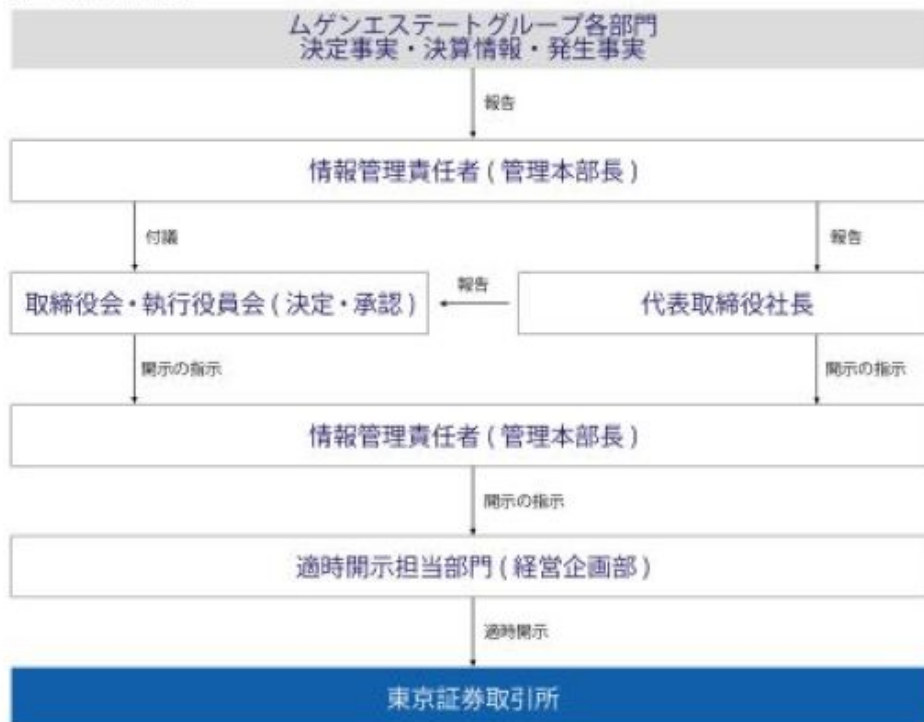 ムゲンエステートグループ各部門
決定事実・決算情報・発生事実
報告
情報管理責任者 ( 管理本部長 )
付議
報告
取締役会・執行役員会 ( 決定・承認 )
報告
代表取締役社長
開示の指示
開示の指示
情報管理責任者 ( 管理本部長 )
開示の指示
適時開示担当部門 ( 経営企画部 )
適時開示
東京証券取引所